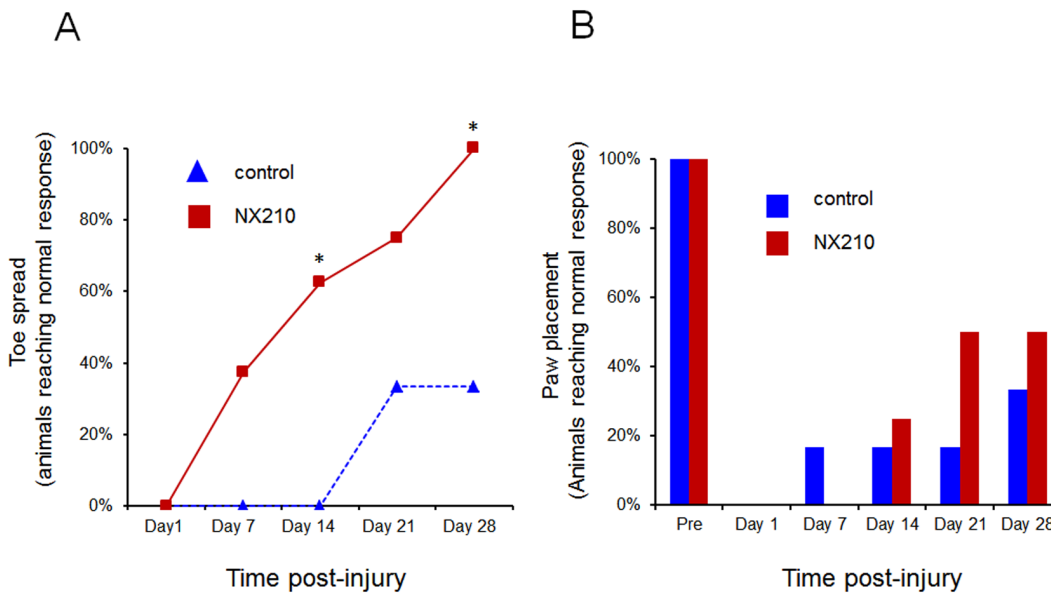 A
Toe spread
(animals reaching normal response)
100%
80%
60%
40%
20%
0%
control
NX210
*
*
Day1 Day 7 Day 14 Day 21 Day 28
Time post-injury
B
Paw placement
(Animals reaching normal response)
100%
80%
60%
40%
20%
0%
control
NX210
Pre Day 1 Day 7 Day 14 Day 21 Day 28
Time post-injury